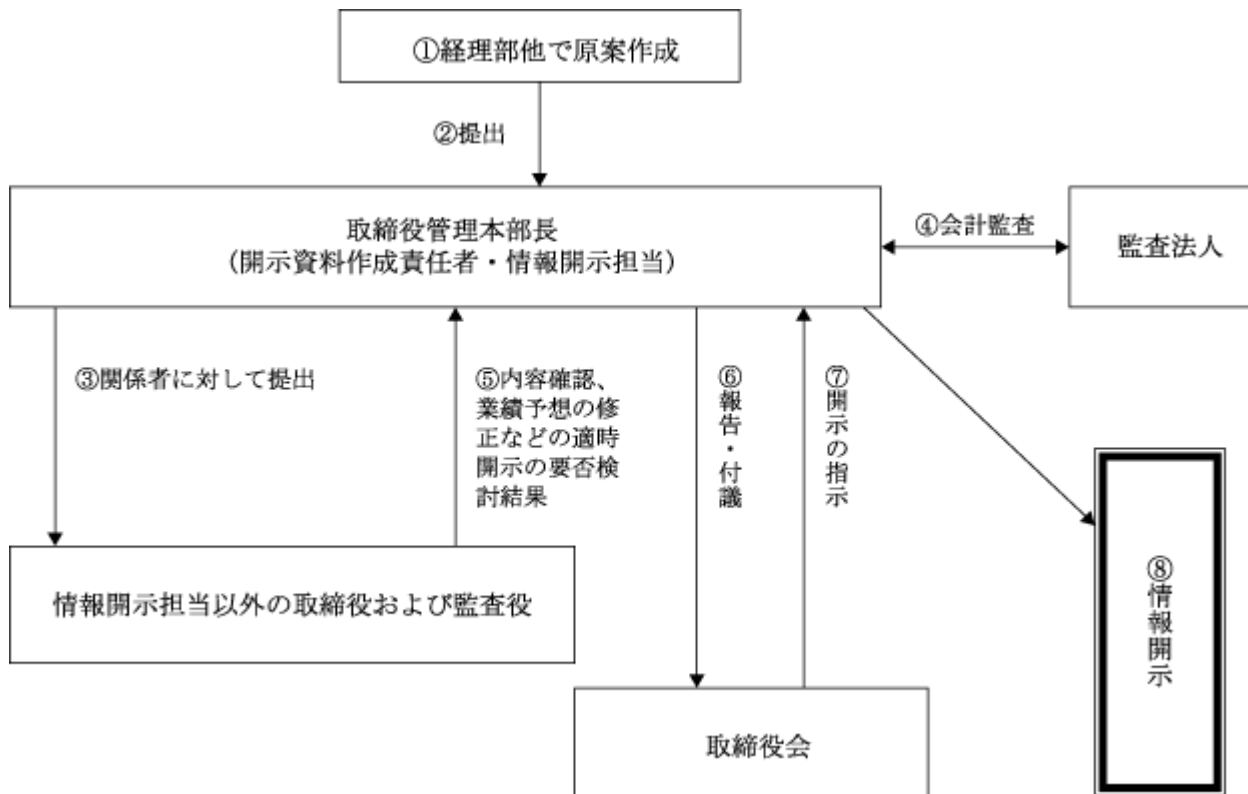 ①経理部他で原案作成
②提出
取締役管理本部長
（開示資料作成責任者・情報開示担当）
④会計監査
監査法人
③関係者に対して提出
⑤内容確認、
業績予想の修
正などの適時
開示の要否検
討結果
⑥報告・付議
⑦開示の指示
情報開示担当以外の取締役および監査役
取締役会
⑧情報開示